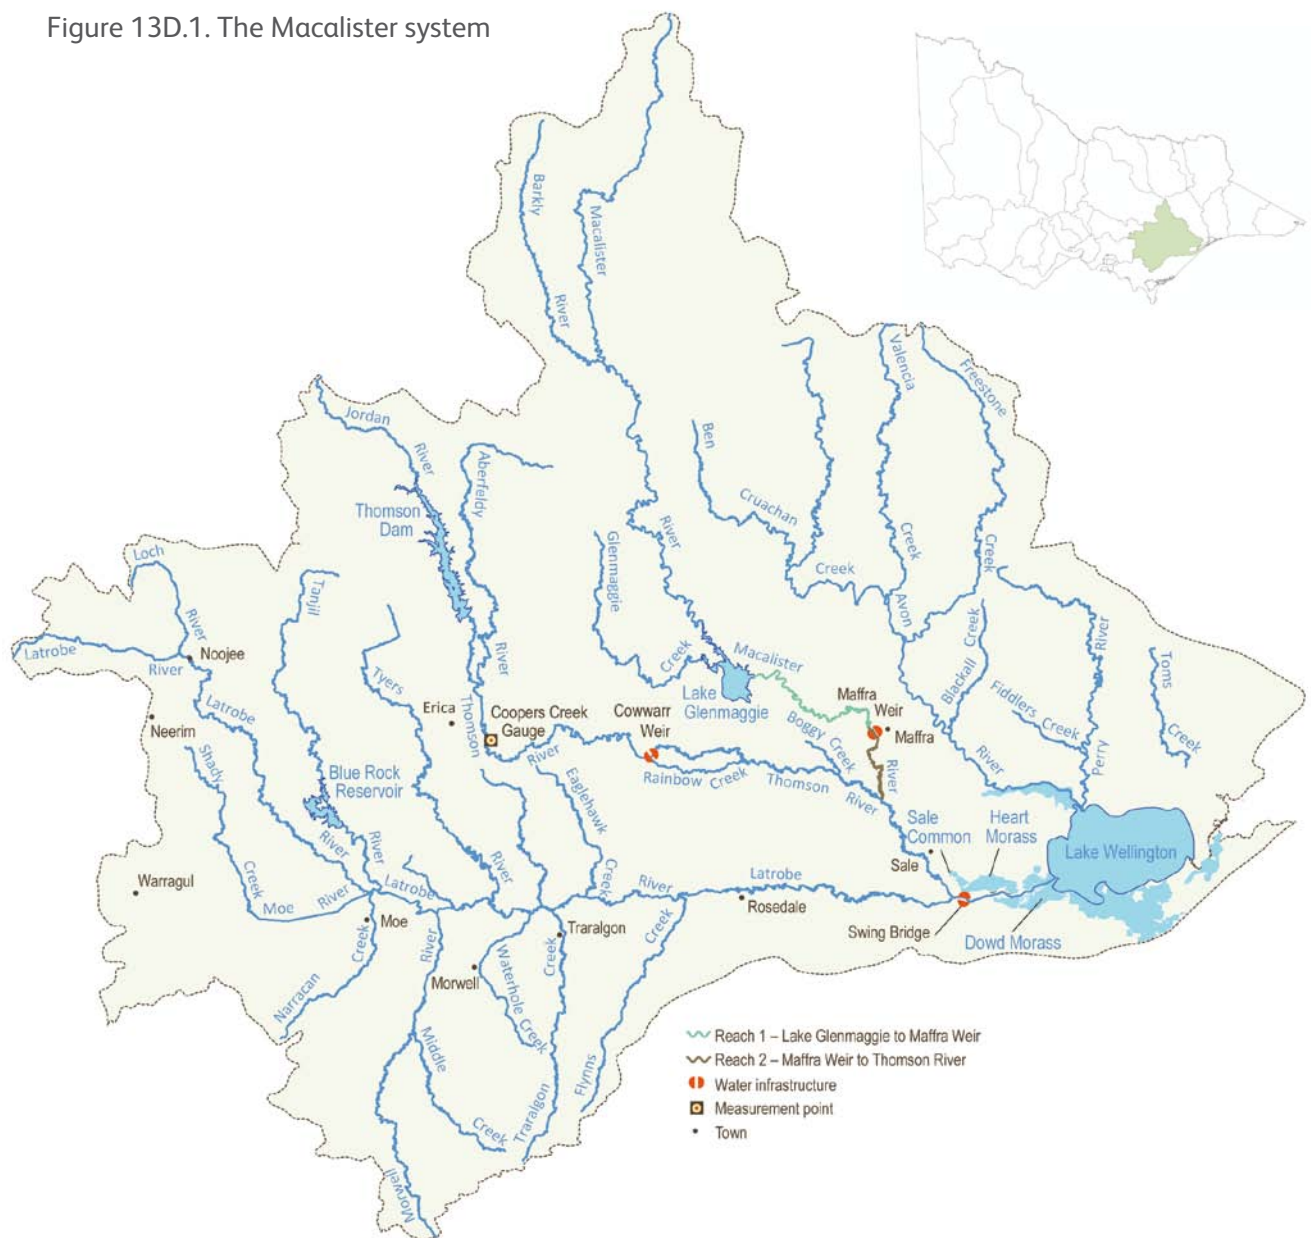 Figure 13D.1. The Macalister system
Barkly
River
Macalister
River
Jordan
River
Aberfeldy
River
Thomson
Dam
Glenmaggie
Creek
Ben
Cruachan
Creek
Valencia
Creek
Freestone
Creek
Avon
River
Blackall
Creek
Fiddlers Creek
Perry
River
Toms
Creek
Loch
River
Latrobe
River
Noojee
Neerim
Tanjil
River
Latrobe
River
Tyers
River
Erica
Thomson
River
Coopers Creek
Gauge
Cowwarr
Weir
Lake
Glenmaggie
Macalister
River
Maffra
Weir
Maffra
Boggy
Creek
Rainbow Creek
Thomson
River
Eaglehawk
Creek
Blue Rock
Reservoir
Shady
Creek
Warragul
Moe
River
Moe
Latrobe
River
Latrobe
Rosedale
Sale
Common
Sale
Heart
Morass
Lake Wellington
Swing Bridge
Dowd Morass
Narracan
Creek
Morwell
River
Morwell
Middle
Creek
Waterhole Creek
Traralgon
Traralgon
Creek
Flynns
Creek
Reach 1 – Lake Glenmaggie to Maffra Weir
Reach 2 – Maffra Weir to Thomson River
Water infrastructure
Measurement point
Town